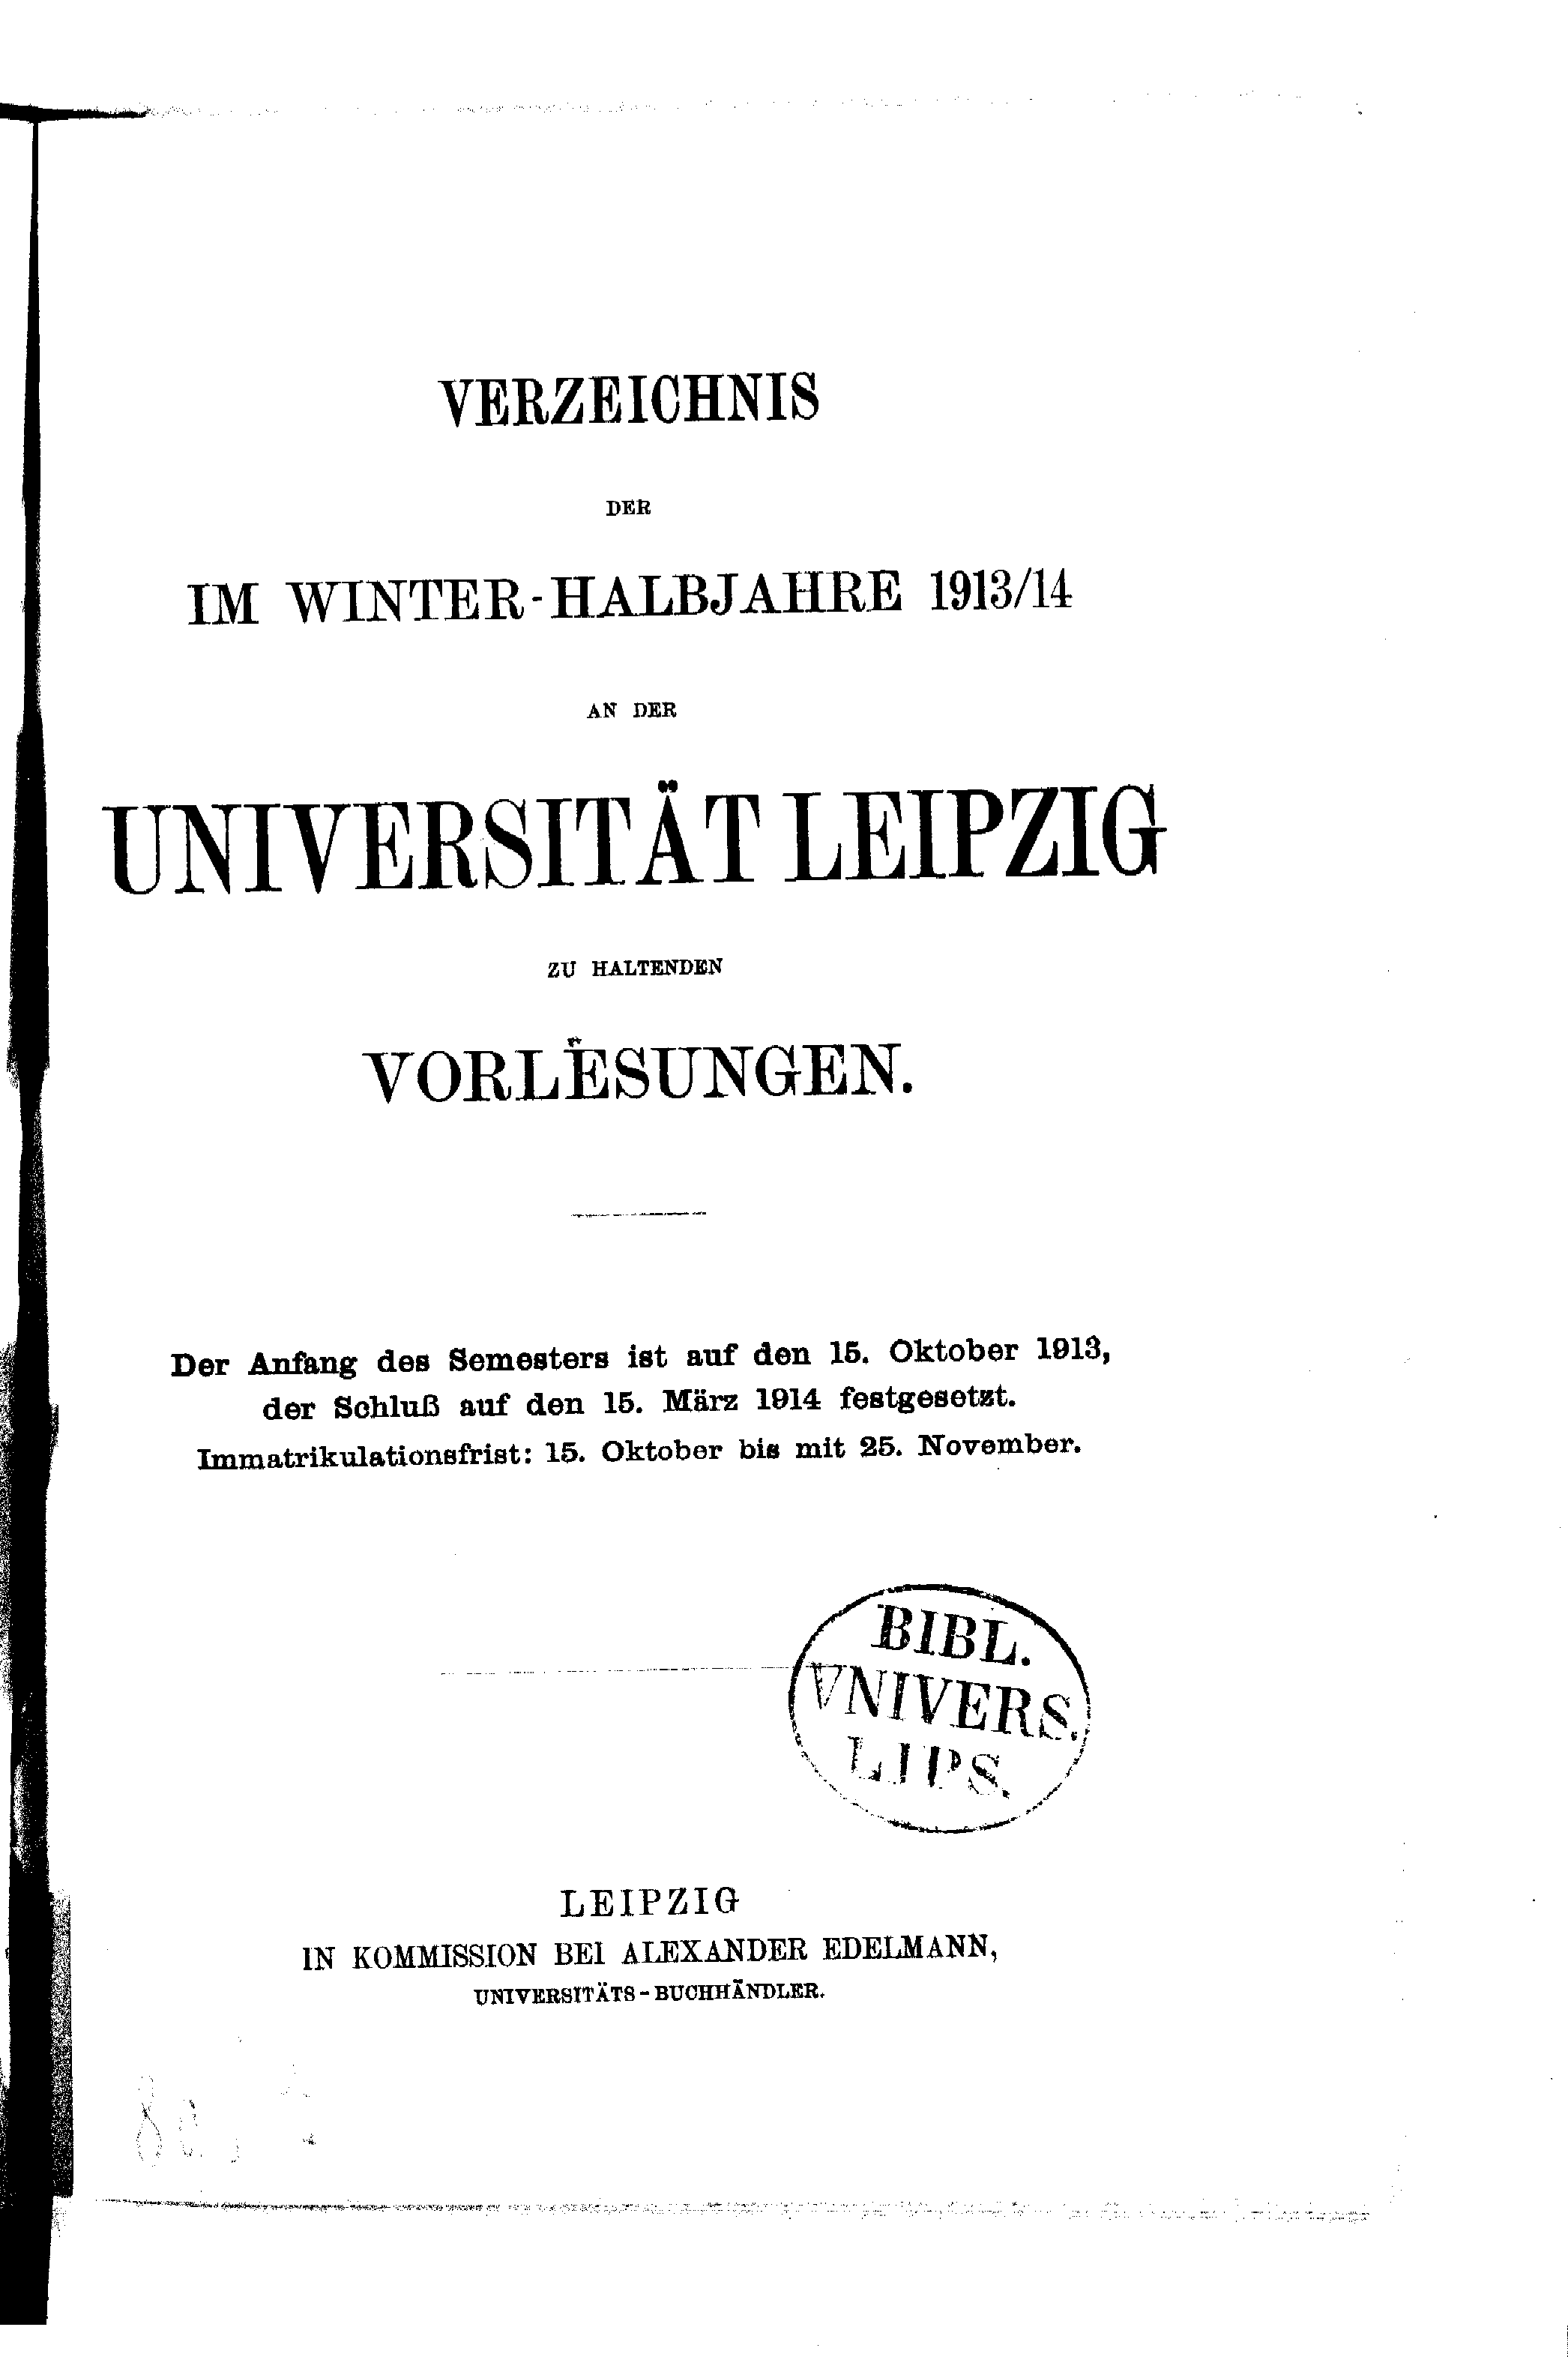 VERZEICHNIS
DER
IM WINTER-HALBJAHRE 1913/14
AN DER
UNIVERSITÄT LEIPZIG
ZU HALTENDEN
VORLESUNGEN.
Der Anfang des Semesters ist auf den 15. Oktober 1913,
der Schluß auf den 15. März 1914 festgesetzt.
Immatrikulationsfrist: 15. Oktober bis mit 25. November.
BIBL.
VNIVERS.
LIPS.
LEIPZIG
IN KOMMISSION BEI ALEXANDER EDELMANN,
UNIVERSITÄTS-BUCHHÄNDLER.